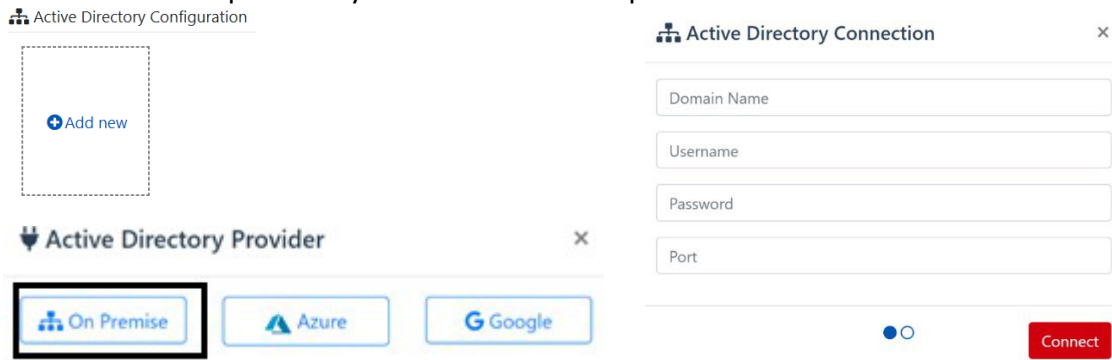 Active Directory Configuration
Add new
Active Directory Provider
On Premise
Azure
Google
Active Directory Connection
Domain Name
Username
Password
Port
Connect